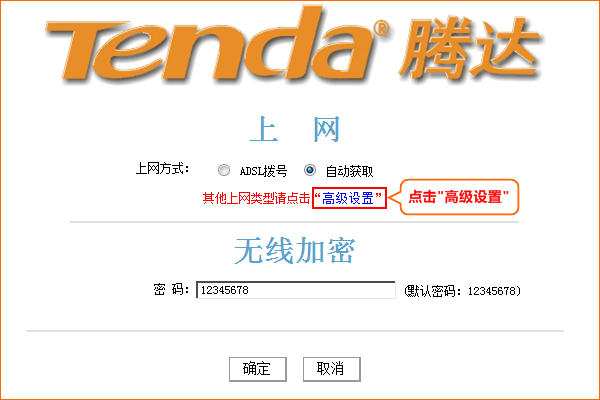 Tenda® 腾达
上 网
上网方式： ADSL拨号 自动获取
其他上网类型请点击“高级设置” 点击"高级设置"
无线加密
密 码： 12345678 (默认密码：12345678)
确定 取消